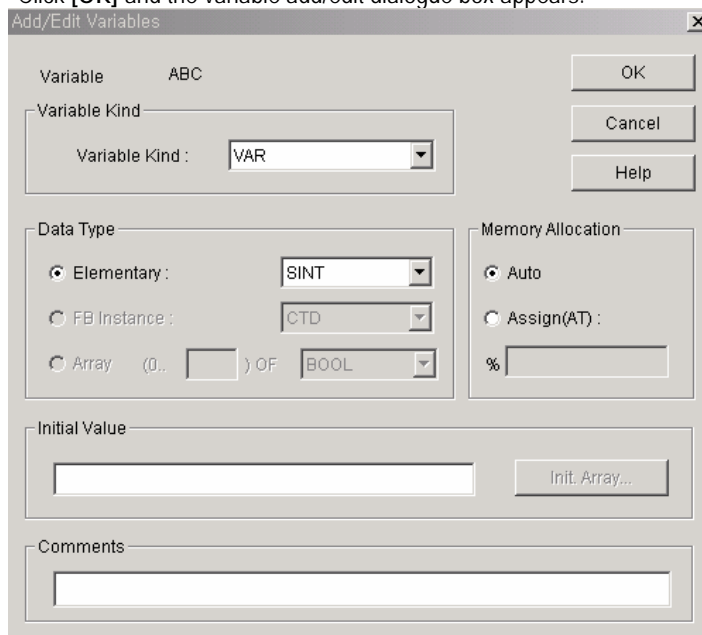 Click [OK] and the variable add/edit dialogue box appears.
Add/Edit Variables
Variable ABC OK
Variable Kind
Cancel
Variable Kind : VAR
Help
Data Type Memory Allocation
Elementary : SINT Auto
FB Instance : CTD Assign(AT) :
Array (0.. ) OF BOOL %
Initial Value
Init. Array...
Comments